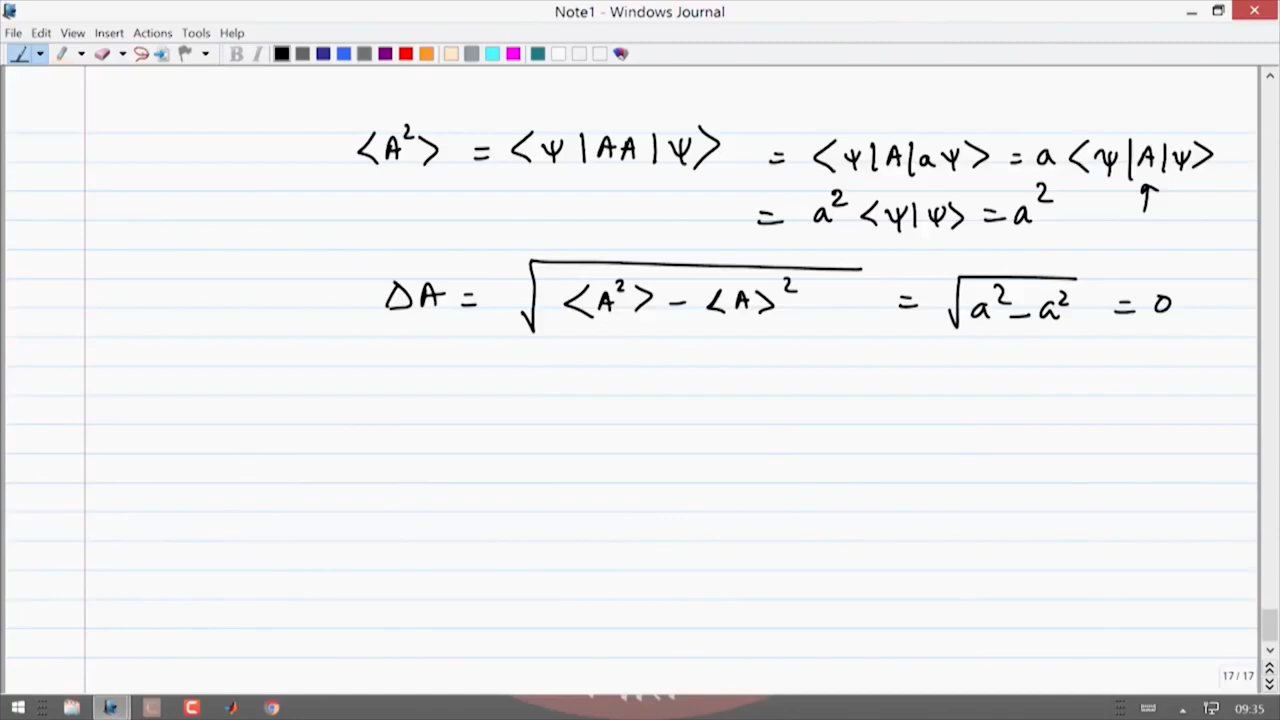 Note1 - Windows Journal
File Edit View Insert Actions Tools Help
B I
<A²> = <ψ|AA|ψ> = <ψ|A|aψ> = a <ψ|A|ψ>
= a² <ψ|ψ> = a² ↑
ΔA = √(<A²> - <A>²) = √(a² - a²) = 0
17 / 17
09:35